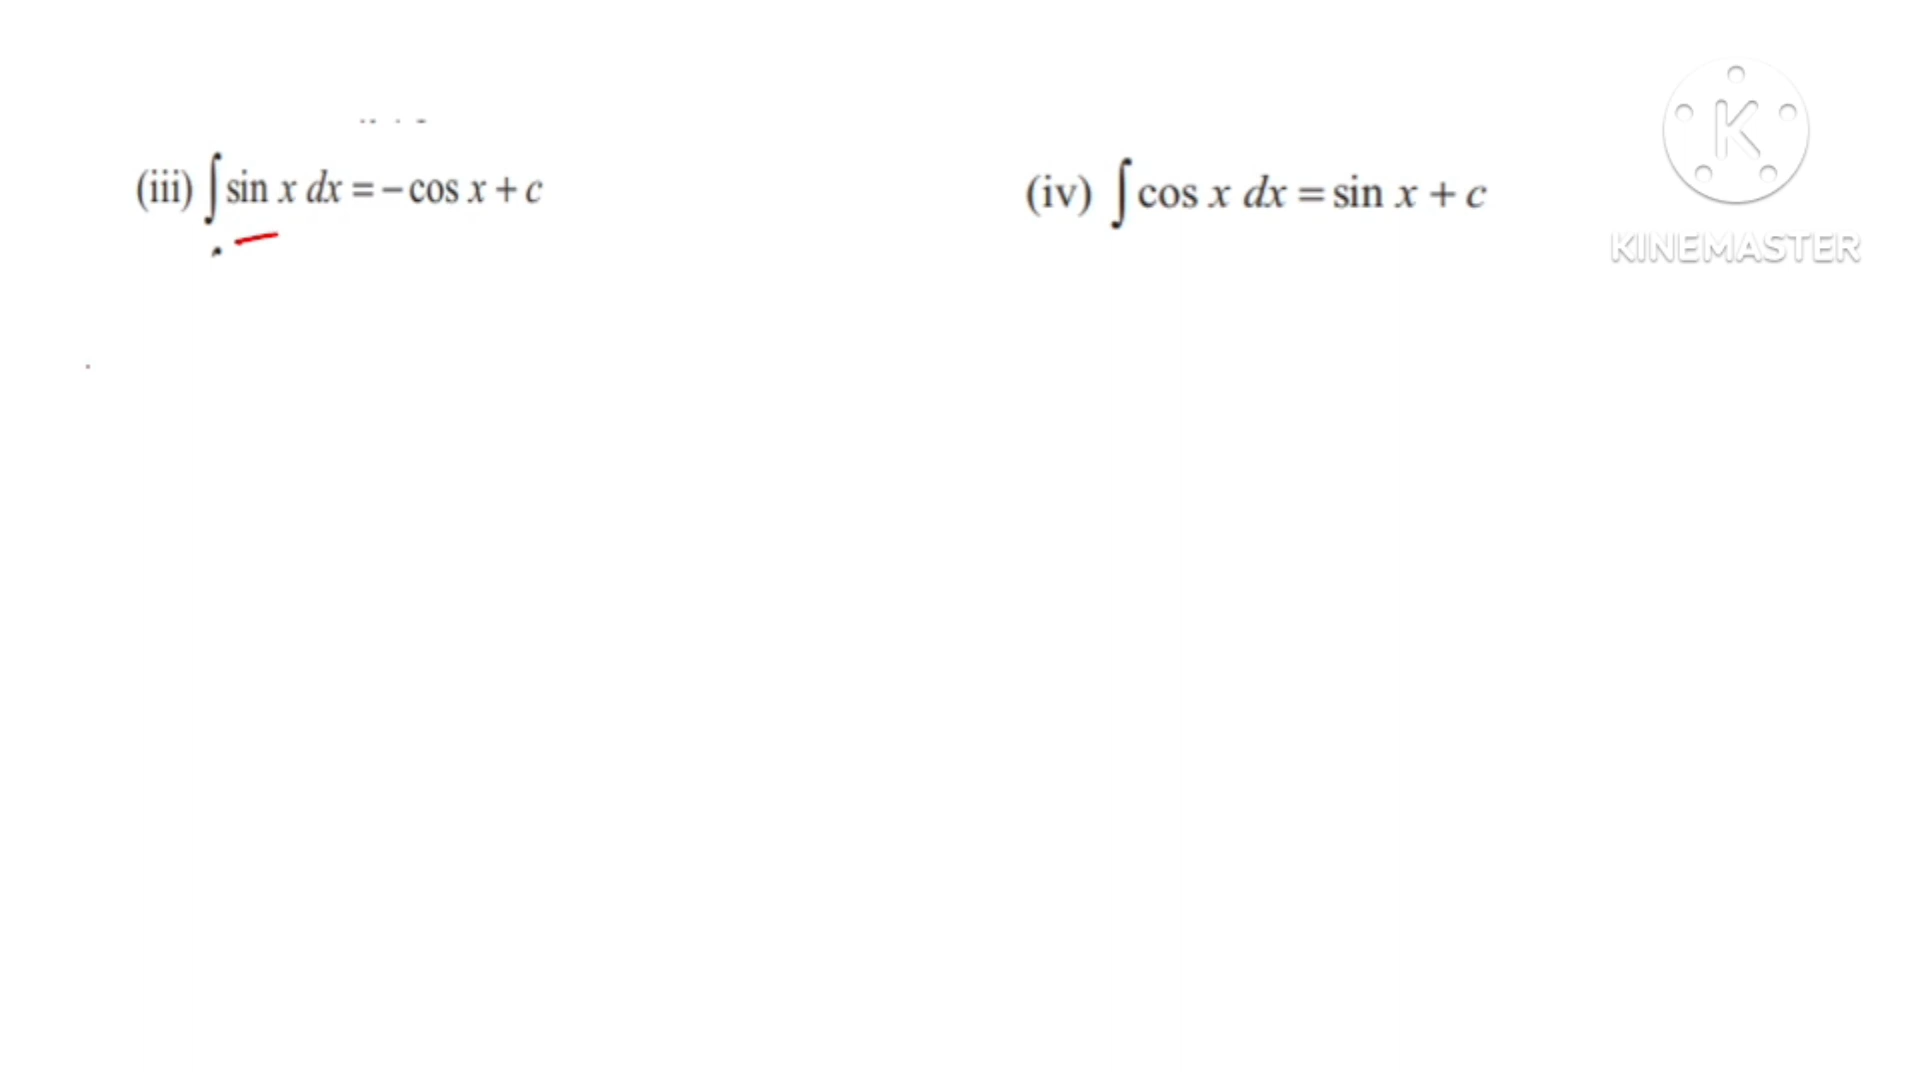 (iii) ∫ sin x dx = − cos x + c
(iv) ∫ cos x dx = sin x + c
K
KINEMASTER